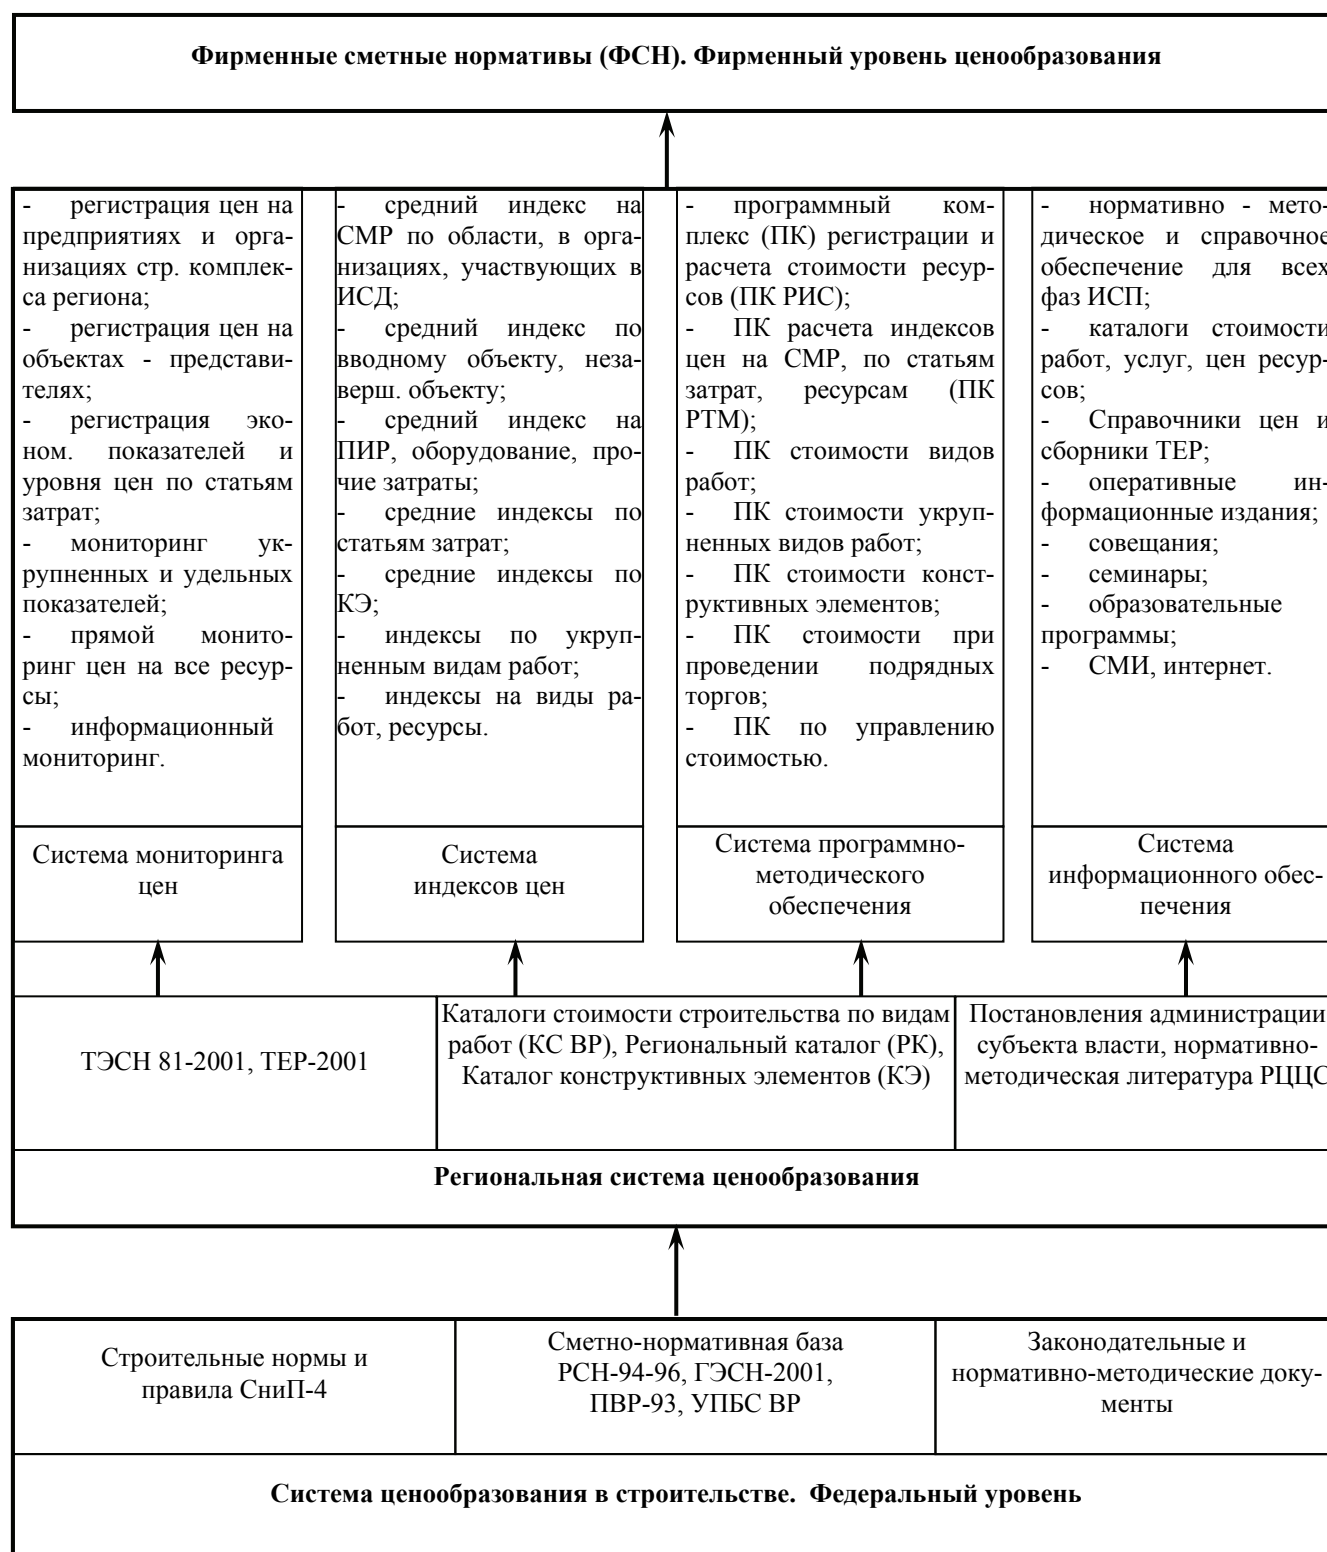 Фирменные сметные нормативы (ФСН). Фирменный уровень ценообразования
- регистрация цен на
предприятиях и орга-
низациях стр. комплек-
са региона;
- регистрация цен на
объектах - представи-
телях;
- регистрация эко-
ном. показателей и
уровня цен по статьям
затрат;
- мониторинг ук-
рупненных и удельных
показателей;
- прямой монито-
ринг цен на все ресур-
сы;
- информационный
мониторинг.
Система мониторинга
цен
- средний индекс на
СМР по области, в орга-
низациях, участвующих в
ИСД;
- средний индекс по
вводному объекту, неза-
верш. объекту;
- средний индекс на
ПИР, оборудование, про-
чие затраты;
- средние индексы по
статьям затрат;
- средние индексы по
КЭ;
- индексы по укруп-
ненным видам работ;
- индексы на виды ра-
бот, ресурсы.
Система
индексов цен
- программный ком-
плекс (ПК) регистрации и
расчета стоимости ресур-
сов (ПК РИС);
- ПК расчета индексов
цен на СМР, по статьям
затрат, ресурсам (ПК
РТМ);
- ПК стоимости видов
работ;
- ПК стоимости укруп-
ненных видов работ;
- ПК стоимости конст-
руктивных элементов;
- ПК стоимости при
проведении подрядных
торгов;
- ПК по управлению
стоимостью.
Система программно-
методического
обеспечения
- нормативно - мето-
дическое и справочное
обеспечение для всех
фаз ИСП;
- каталоги стоимости
работ, услуг, цен ресур-
сов;
- Справочники цен и
сборники ТЕР;
- оперативные ин-
формационные издания;
- совещания;
- семинары;
- образовательные
программы;
- СМИ, интернет.
Система
информационного обес-
печения
ТЭСН 81-2001, ТЕР-2001
Каталоги стоимости строительства по видам
работ (КС ВР), Региональный каталог (РК),
Каталог конструктивных элементов (КЭ)
Постановления администрации
субъекта власти, нормативно-
методическая литература РЦЦС
Региональная система ценообразования
Строительные нормы и
правила СниП-4
Сметно-нормативная база
РСН-94-96, ГЭСН-2001,
ПВР-93, УПБС ВР
Законодательные и
нормативно-методические доку-
менты
Система ценообразования в строительстве. Федеральный уровень